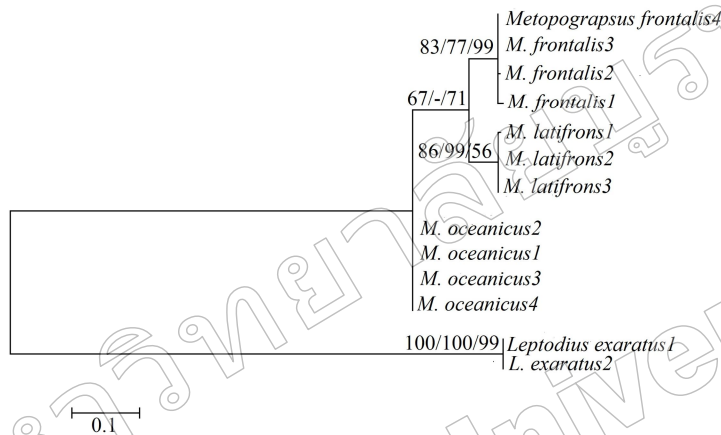 Metopograpsus frontalis4
83/77/99
M. frontalis3
M. frontalis2
67/-/71
M. frontalis1
M. latifrons1
86/99/56
M. latifrons2
M. latifrons3
M. oceanicus2
M. oceanicus1
M. oceanicus3
M. oceanicus4
100/100/99
Leptodius exaratus1
L. exaratus2
0.1